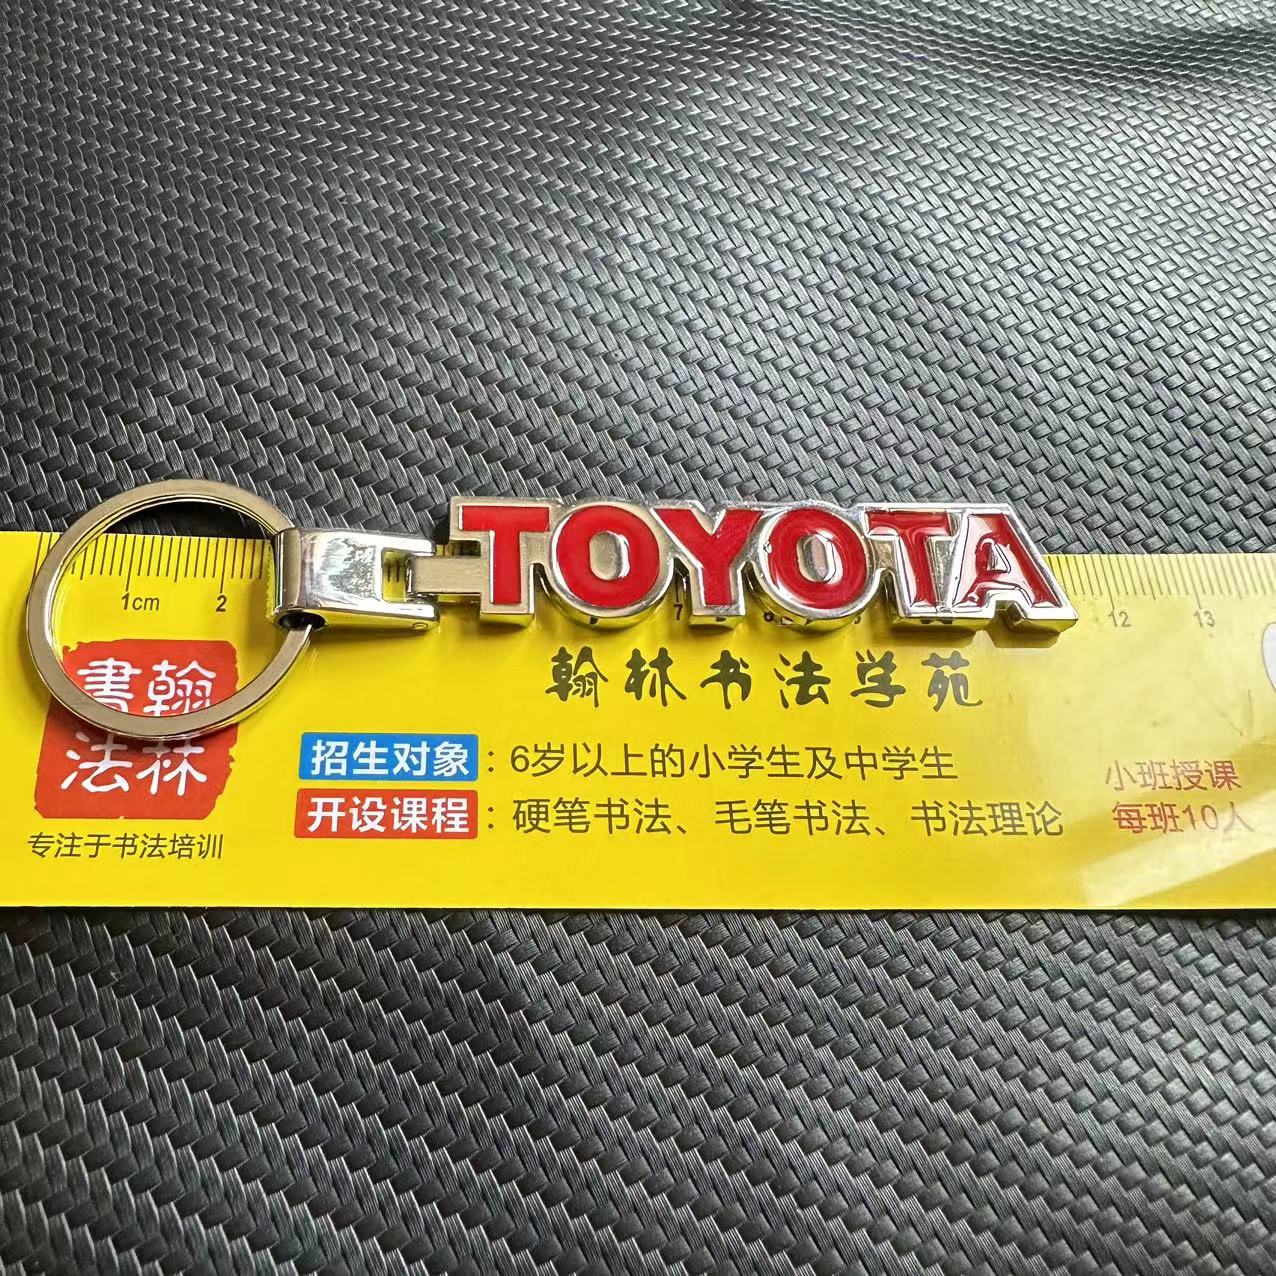 TOYOTA
1cm 2 7 12 13
翰林書法
专注于书法培训
翰林书法学苑
招生对象：6岁以上的小学生及中学生
开设课程：硬笔书法、毛笔书法、书法理论
小班授课
每班10人